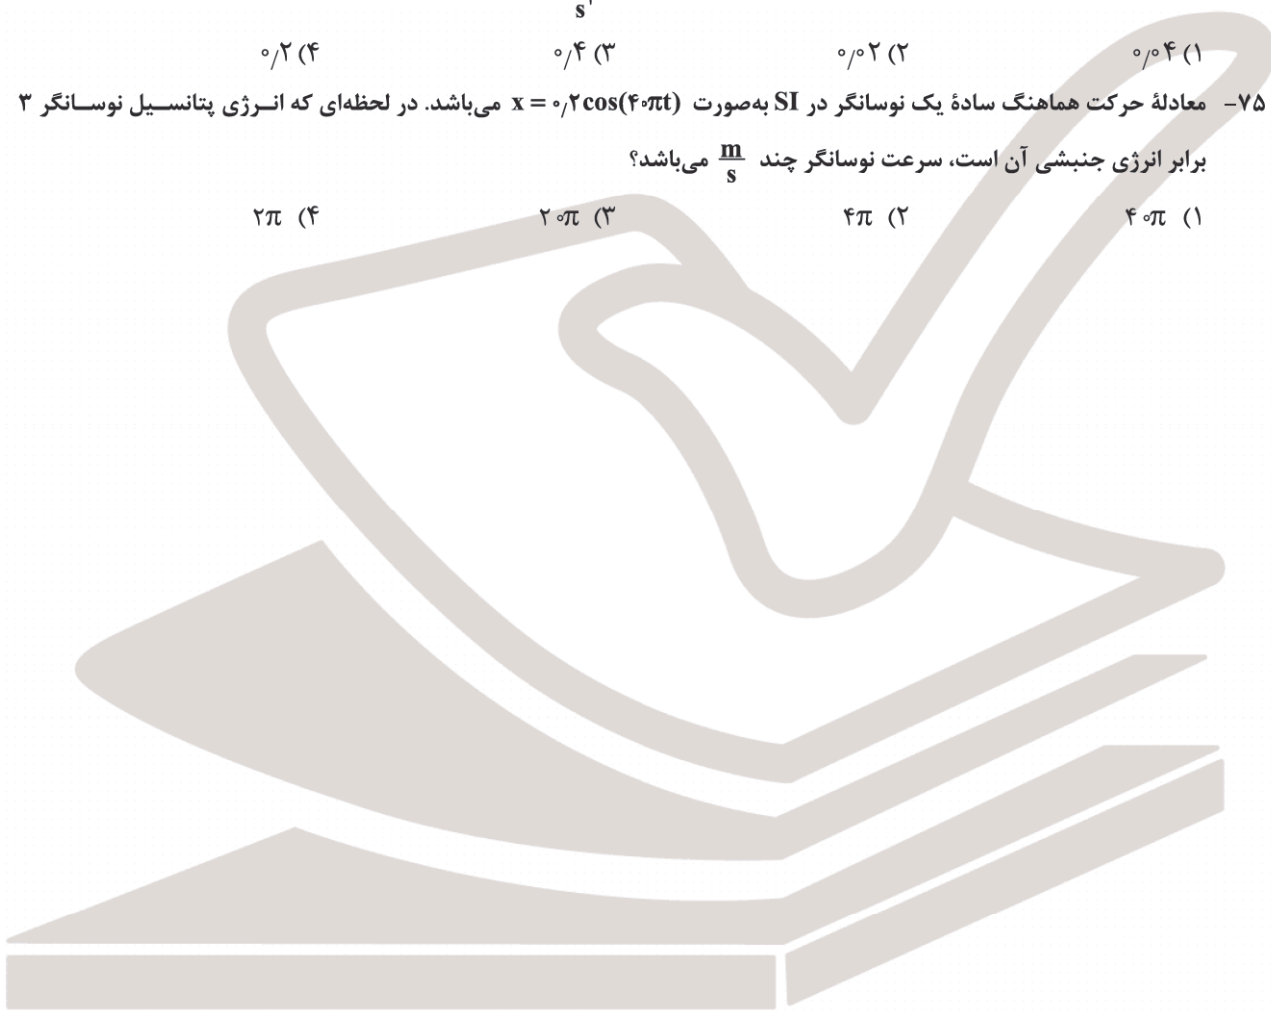 s²
۱) ۰/۰۴ ۲) ۰/۰۲ ۳) ۰/۴ ۴) ۰/۲
۷۵- معادلهٔ حرکت هماهنگ سادهٔ یک نوسانگر در SI به‌صورت x = ۰/۲cos(۴۰πt) می‌باشد. در لحظه‌ای که انرژی پتانسیل نوسانگر ۳
برابر انرژی جنبشی آن است، سرعت نوسانگر چند m/s می‌باشد؟
۱) ۴۰π ۲) ۴π ۳) ۲۰π ۴) ۲π